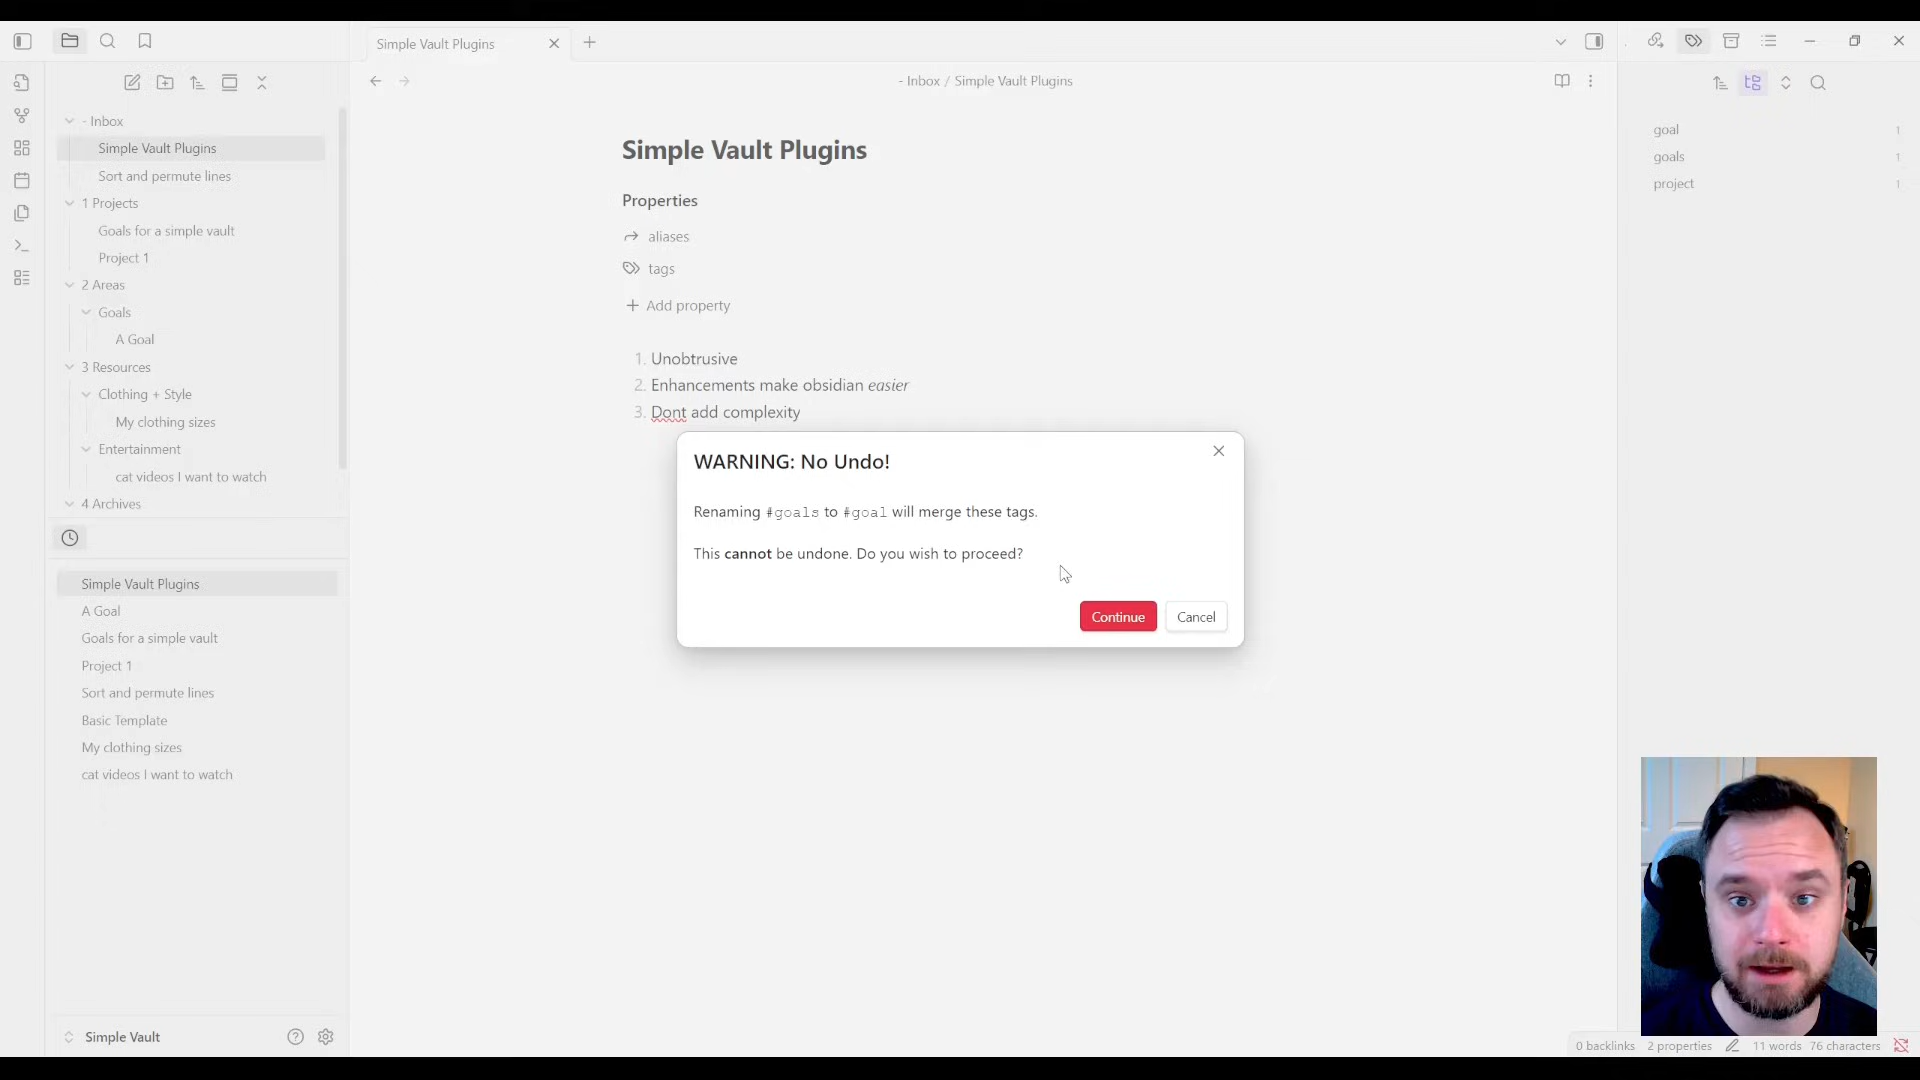 Simple Vault Plugins
- Inbox / Simple Vault Plugins
- Inbox
Simple Vault Plugins
Sort and permute lines
1 Projects
Goals for a simple vault
Project 1
2 Areas
Goals
A Goal
3 Resources
Clothing + Style
My clothing sizes
Entertainment
cat videos I want to watch
4 Archives
Simple Vault Plugins
A Goal
Goals for a simple vault
Project 1
Sort and permute lines
Basic Template
My clothing sizes
cat videos I want to watch
Simple Vault
Simple Vault Plugins
Properties
aliases
tags
Add property
1. Unobtrusive
2. Enhancements make obsidian easier
3. Dont add complexity
WARNING: No Undo!
Renaming #goals to #goal will merge these tags.
This cannot be undone. Do you wish to proceed?
Continue Cancel
goal 1
goals 1
project 1
0 backlinks 2 properties 11 words 76 characters